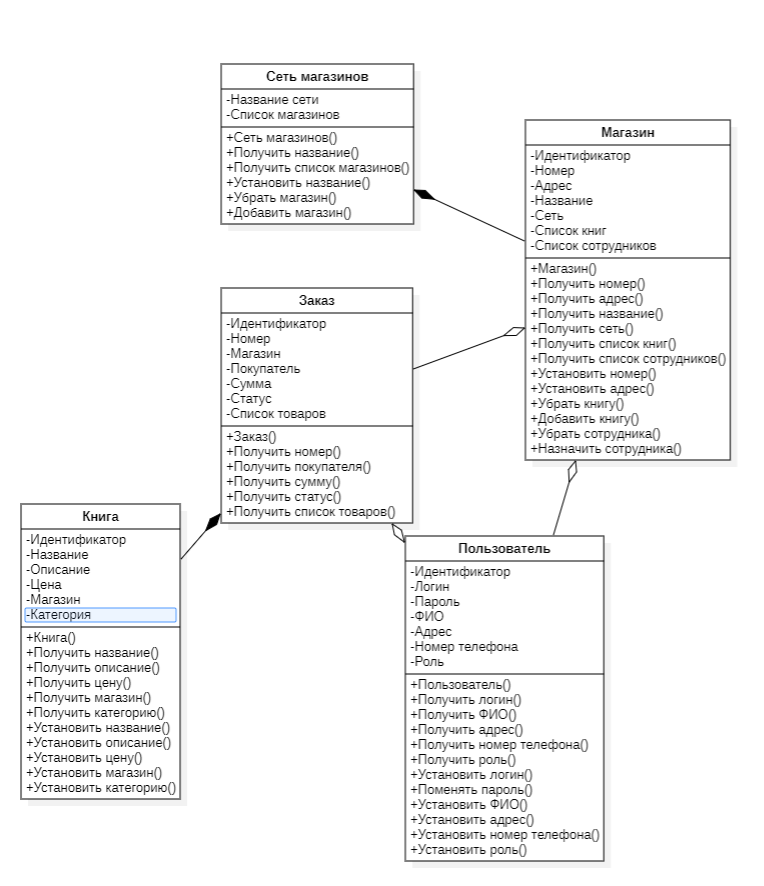 Сеть магазинов
-Название сети
-Список магазинов
+Сеть магазинов()
+Получить название()
+Получить список магазинов()
+Установить название()
+Убрать магазин()
+Добавить магазин()
Магазин
-Идентификатор
-Номер
-Адрес
-Название
-Сеть
-Список книг
-Список сотрудников
+Магазин()
+Получить номер()
+Получить адрес()
+Получить название()
+Получить сеть()
+Получить список книг()
+Получить список сотрудников()
+Установить номер()
+Установить адрес()
+Убрать книгу()
+Добавить книгу()
+Убрать сотрудника()
+Назначить сотрудника()
Заказ
-Идентификатор
-Номер
-Магазин
-Покупатель
-Сумма
-Статус
-Список товаров
+Заказ()
+Получить номер()
+Получить покупателя()
+Получить сумму()
+Получить статус()
+Получить список товаров()
Книга
-Идентификатор
-Название
-Описание
-Цена
-Магазин
-Категория
+Книга()
+Получить название()
+Получить описание()
+Получить цену()
+Получить магазин()
+Получить категорию()
+Установить название()
+Установить описание()
+Установить цену()
+Установить магазин()
+Установить категорию()
Пользователь
-Идентификатор
-Логин
-Пароль
-ФИО
-Адрес
-Номер телефона
-Роль
+Пользователь()
+Получить логин()
+Получить ФИО()
+Получить адрес()
+Получить номер телефона()
+Получить роль()
+Установить логин()
+Поменять пароль()
+Установить ФИО()
+Установить адрес()
+Установить номер телефона()
+Установить роль()